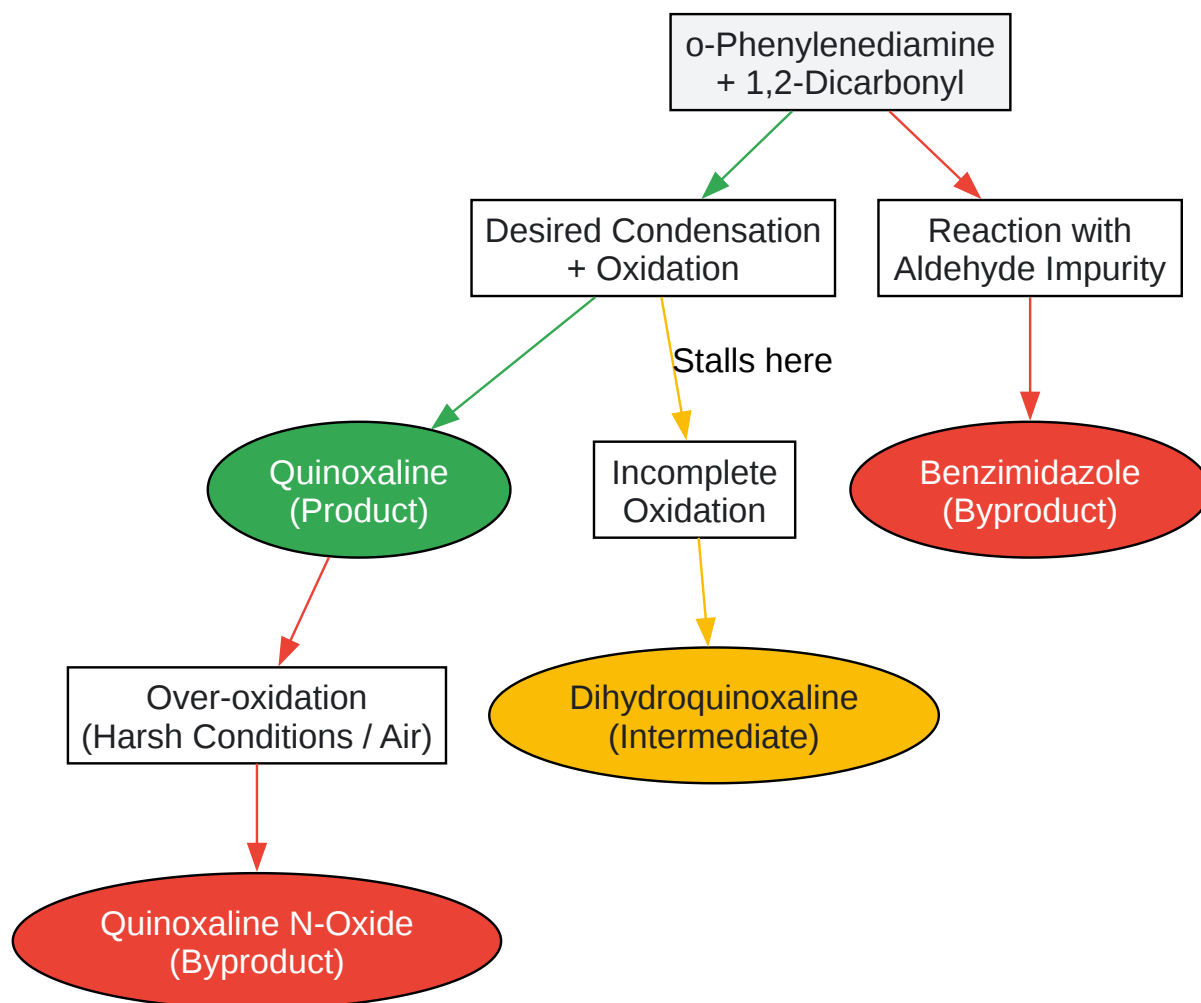 o-Phenylenediamine
+ 1,2-Dicarbonyl
Desired Condensation
+ Oxidation
Reaction with
Aldehyde Impurity
Stalls here
Quinoxaline
(Product)
Incomplete
Oxidation
Benzimidazole
(Byproduct)
Over-oxidation
(Harsh Conditions / Air)
Dihydroquinoxaline
(Intermediate)
Quinoxaline N-Oxide
(Byproduct)